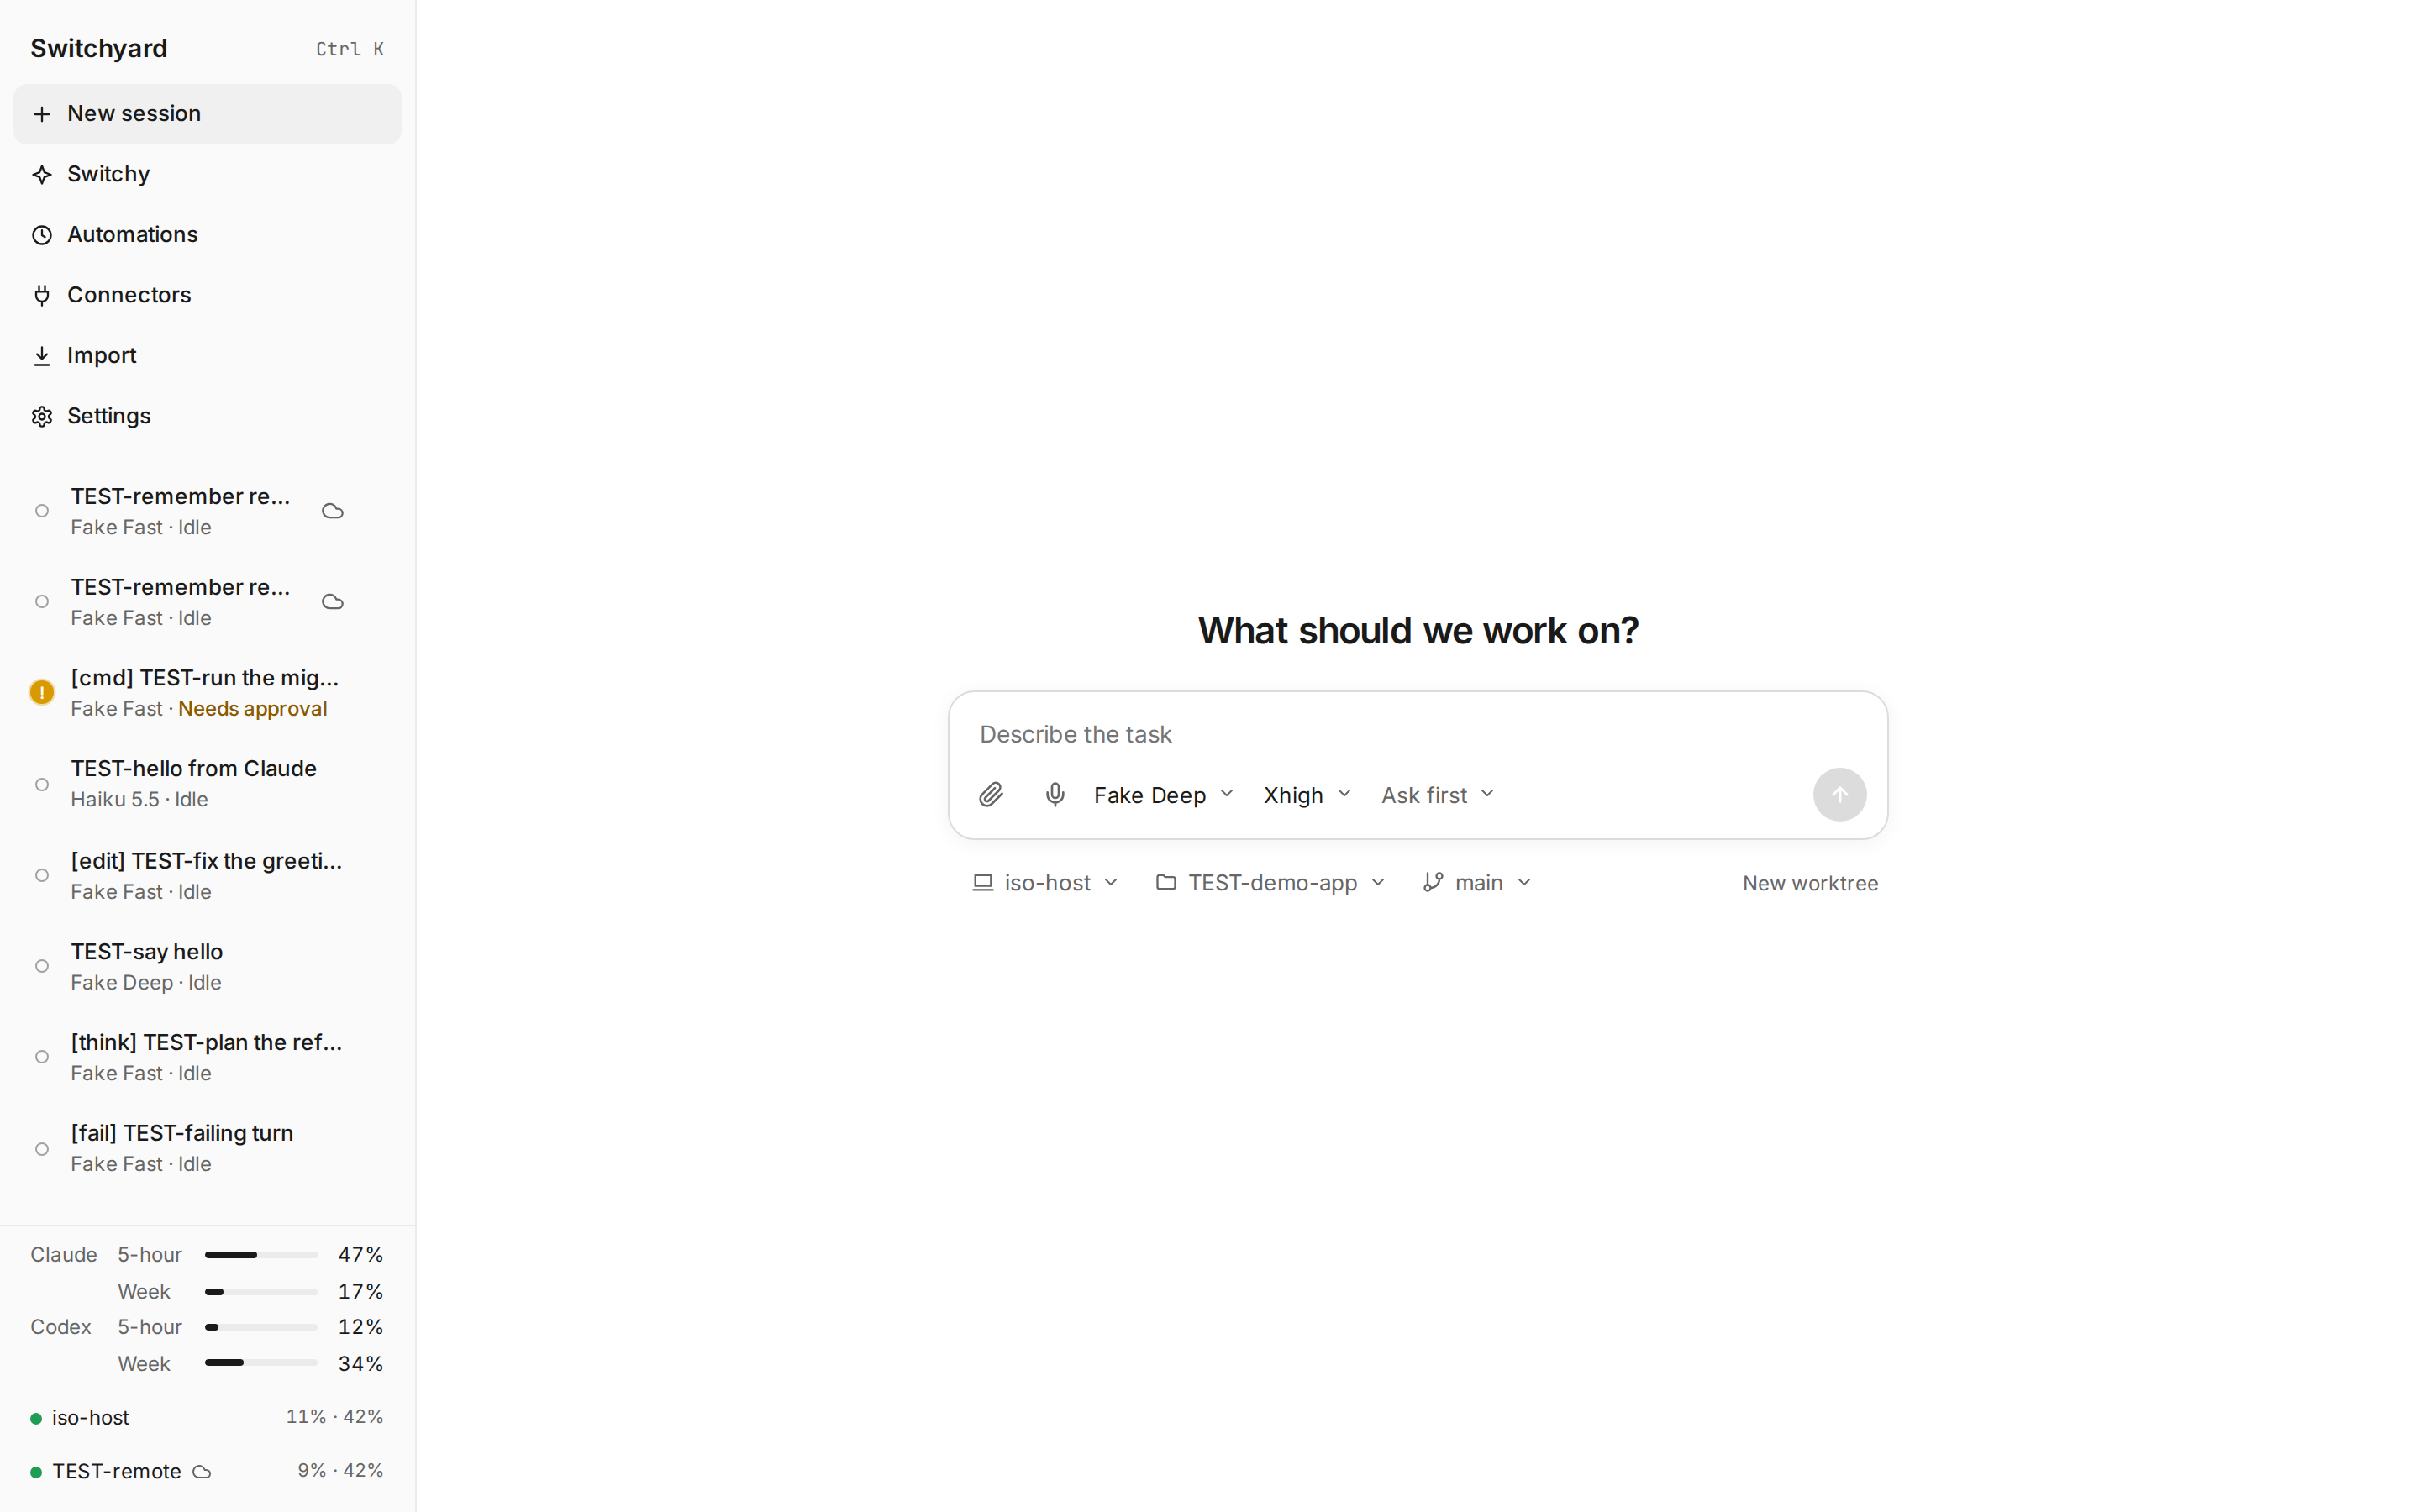 Switchyard Ctrl K
New session
Switchy
Automations
Connectors
Import
Settings
TEST-remember re...
Fake Fast · Idle
TEST-remember re...
Fake Fast · Idle
[cmd] TEST-run the mig...
Fake Fast · Needs approval
TEST-hello from Claude
Haiku 5.5 · Idle
[edit] TEST-fix the greeti...
Fake Fast · Idle
TEST-say hello
Fake Deep · Idle
[think] TEST-plan the ref...
Fake Fast · Idle
[fail] TEST-failing turn
Fake Fast · Idle
Claude 5-hour 47%
Week 17%
Codex 5-hour 12%
Week 34%
iso-host 11% · 42%
TEST-remote 9% · 42%
What should we work on?
Describe the task
Fake Deep Xhigh Ask first
iso-host TEST-demo-app main New worktree